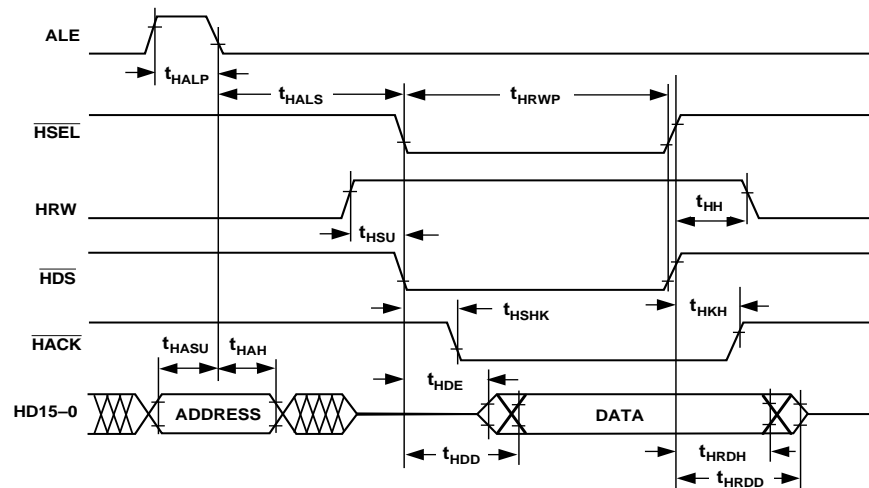 ALE
tHALP
tHALS
tHRWP
HSEL
HRW
tHH
tHSU
HDS
tHSHK
tHKH
HACK
tHASU
tHAH
tHDE
HD15–0
ADDRESS
DATA
tHDD
tHRDH
tHRDD